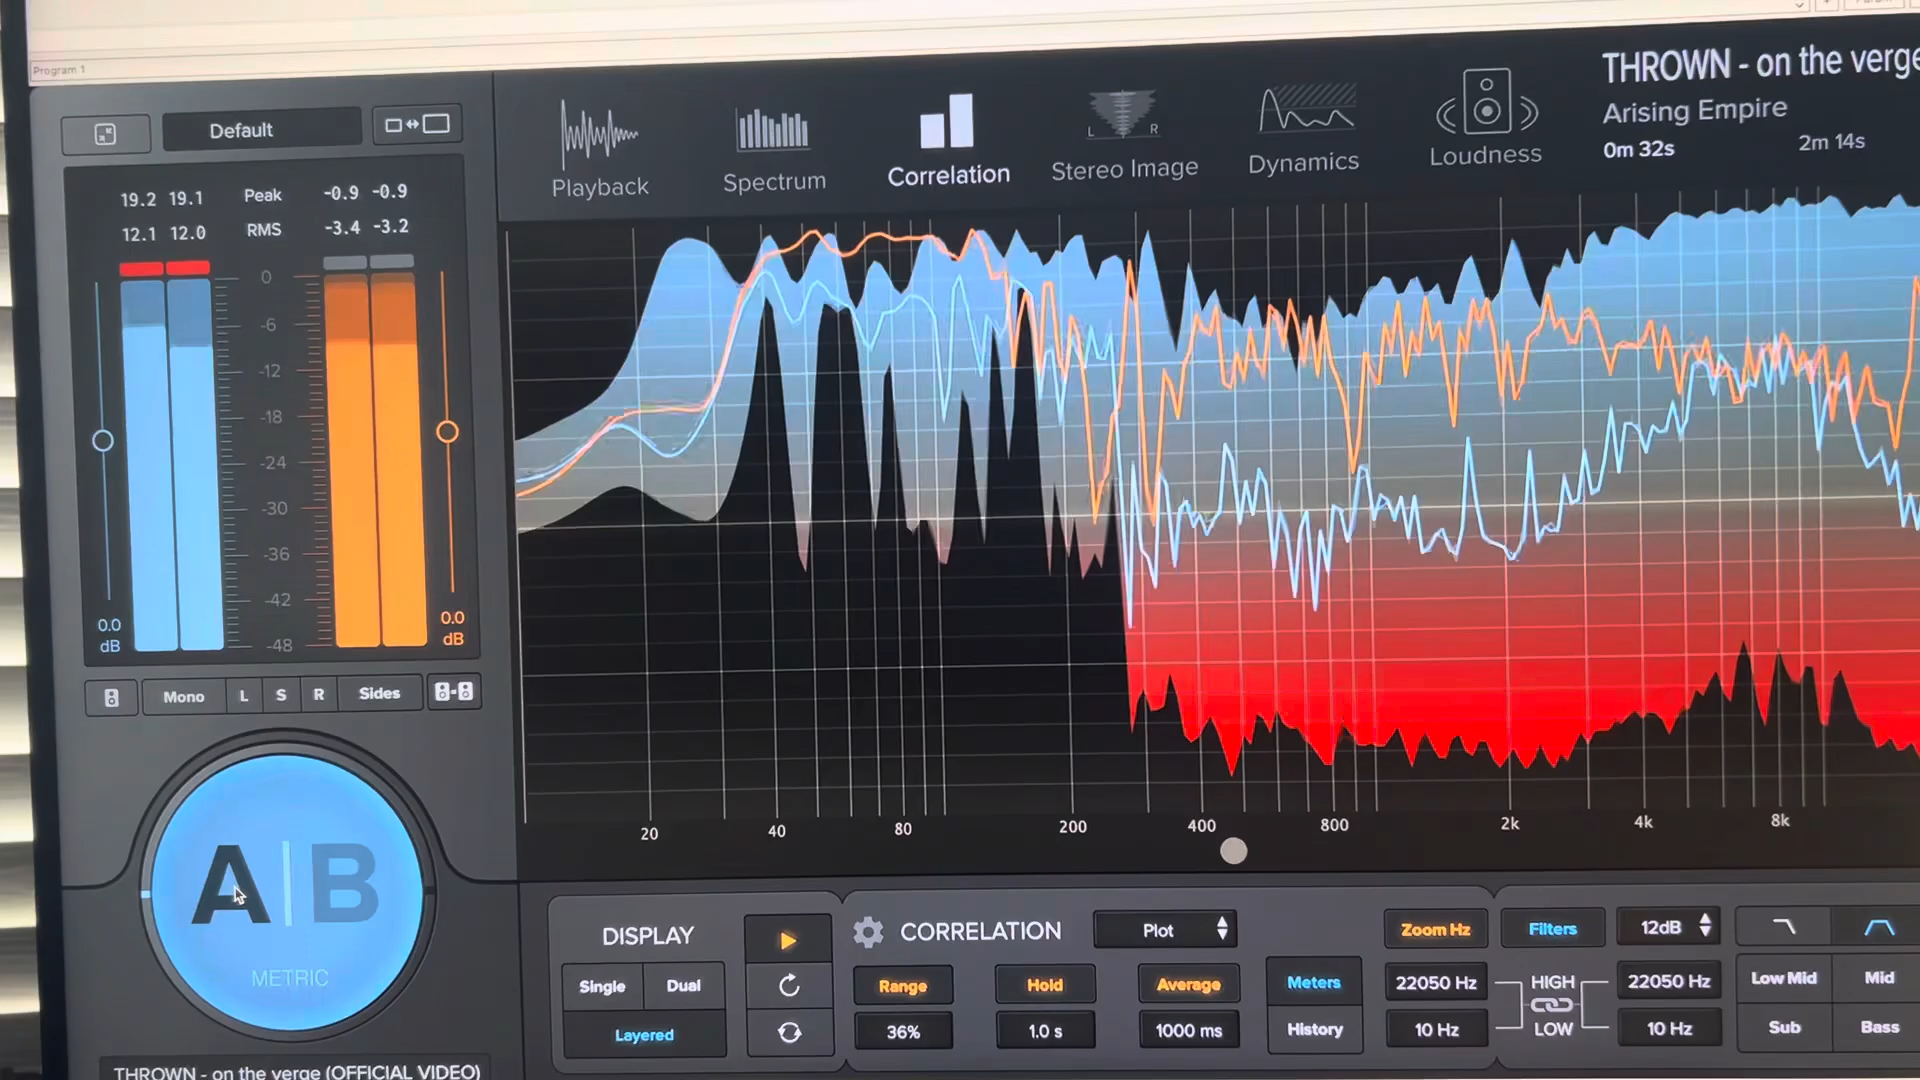 Program 1
Default
19.2 19.1 Peak -0.9 -0.9
12.1 12.0 RMS -3.4 -3.2
0
-6
-12
-18
-24
-30
-36
-42
-48
0.0 dB
0.0 dB
Mono L S R Sides
A|B
METRIC
THROWN - on the verge (OFFICIAL VIDEO)
Playback
Spectrum
Correlation
L R
Stereo Image
Dynamics
Loudness
THROWN - on the verge
Arising Empire
0m 32s 2m 14s
20 40 80 200 400 800 2k 4k 8k
DISPLAY
Single Dual
Layered
CORRELATION Plot
Range Hold Average
36% 1.0 s 1000 ms
Meters
History
Zoom Hz Filters 12dB
22050 Hz HIGH 22050 Hz
10 Hz LOW 10 Hz
Low Mid Mid
Sub Bass